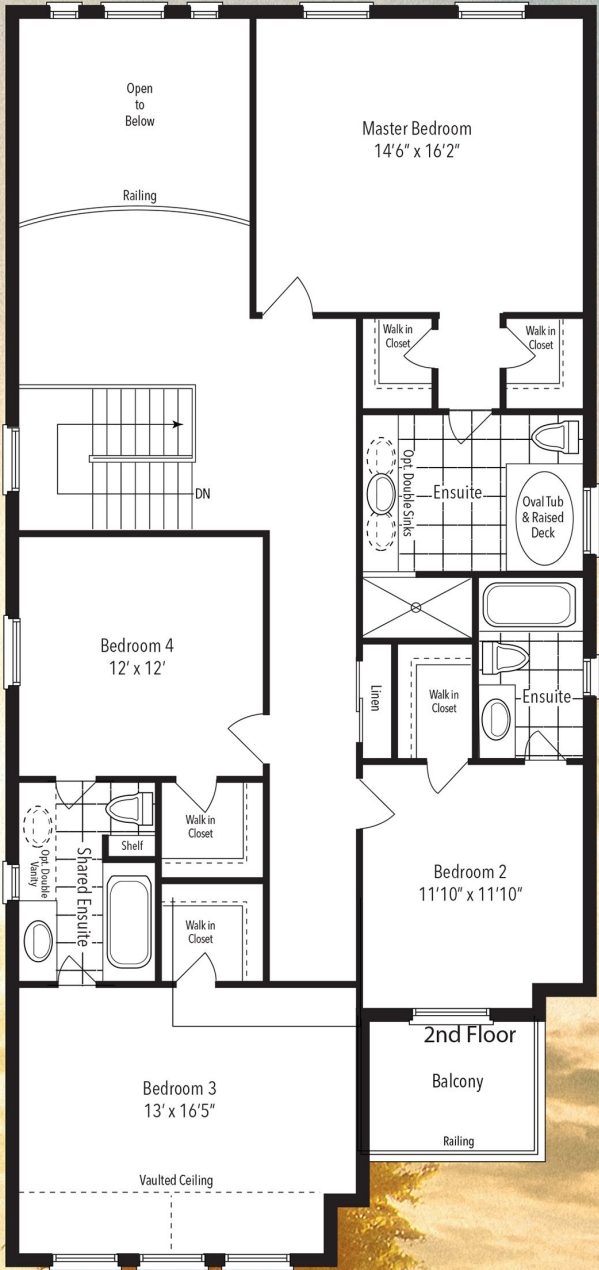 Open
to
Below
Master Bedroom
14'6" x 16'2"
Railing
Walk in
Closet
Walk in
Closet
DN
Opt. Double Sinks
Ensuite
Oval Tub
& Raised
Deck
Bedroom 4
12' x 12'
Linen
Walk in
Closet
Ensuite
Walk in
Closet
Shelf
Opt. Double
Vanity
Shared Ensuite
Bedroom 2
11'10" x 11'10"
Walk in
Closet
2nd Floor
Balcony
Railing
Bedroom 3
13' x 16'5"
Vaulted Ceiling